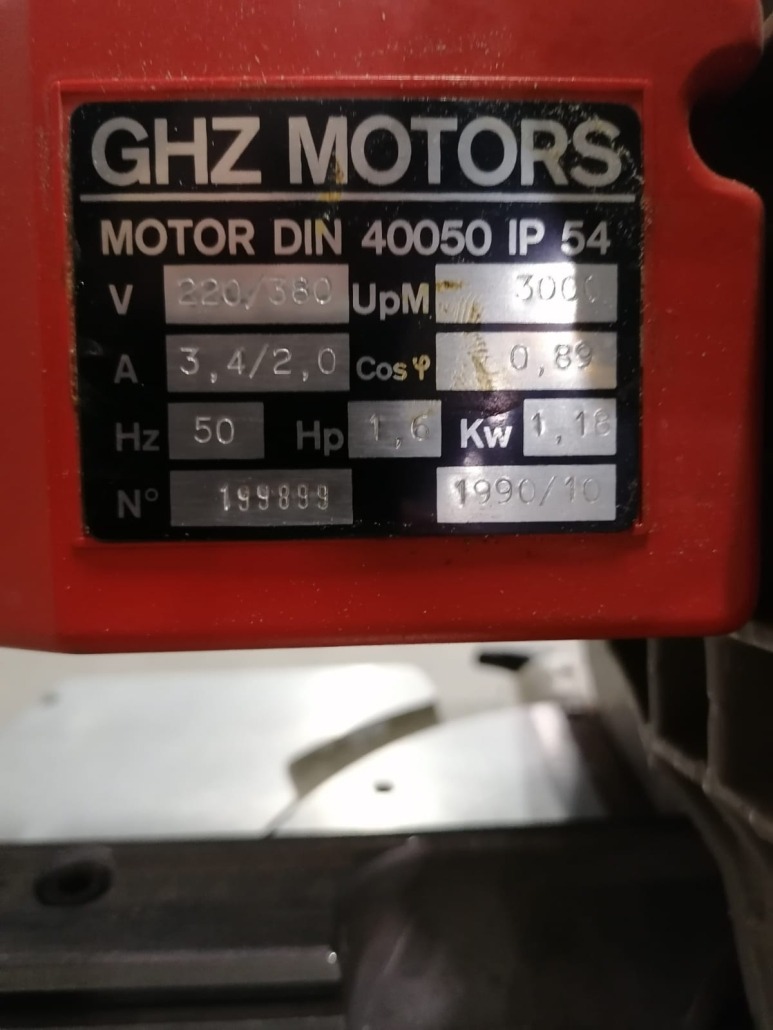 GHZ MOTORS
MOTOR DIN 40050 IP 54
V 220/380 UpM 3000
A 3,4/2,0 Cos φ 0,89
Hz 50 Hp 1,6 Kw 1,18
N° 199899 1990/10